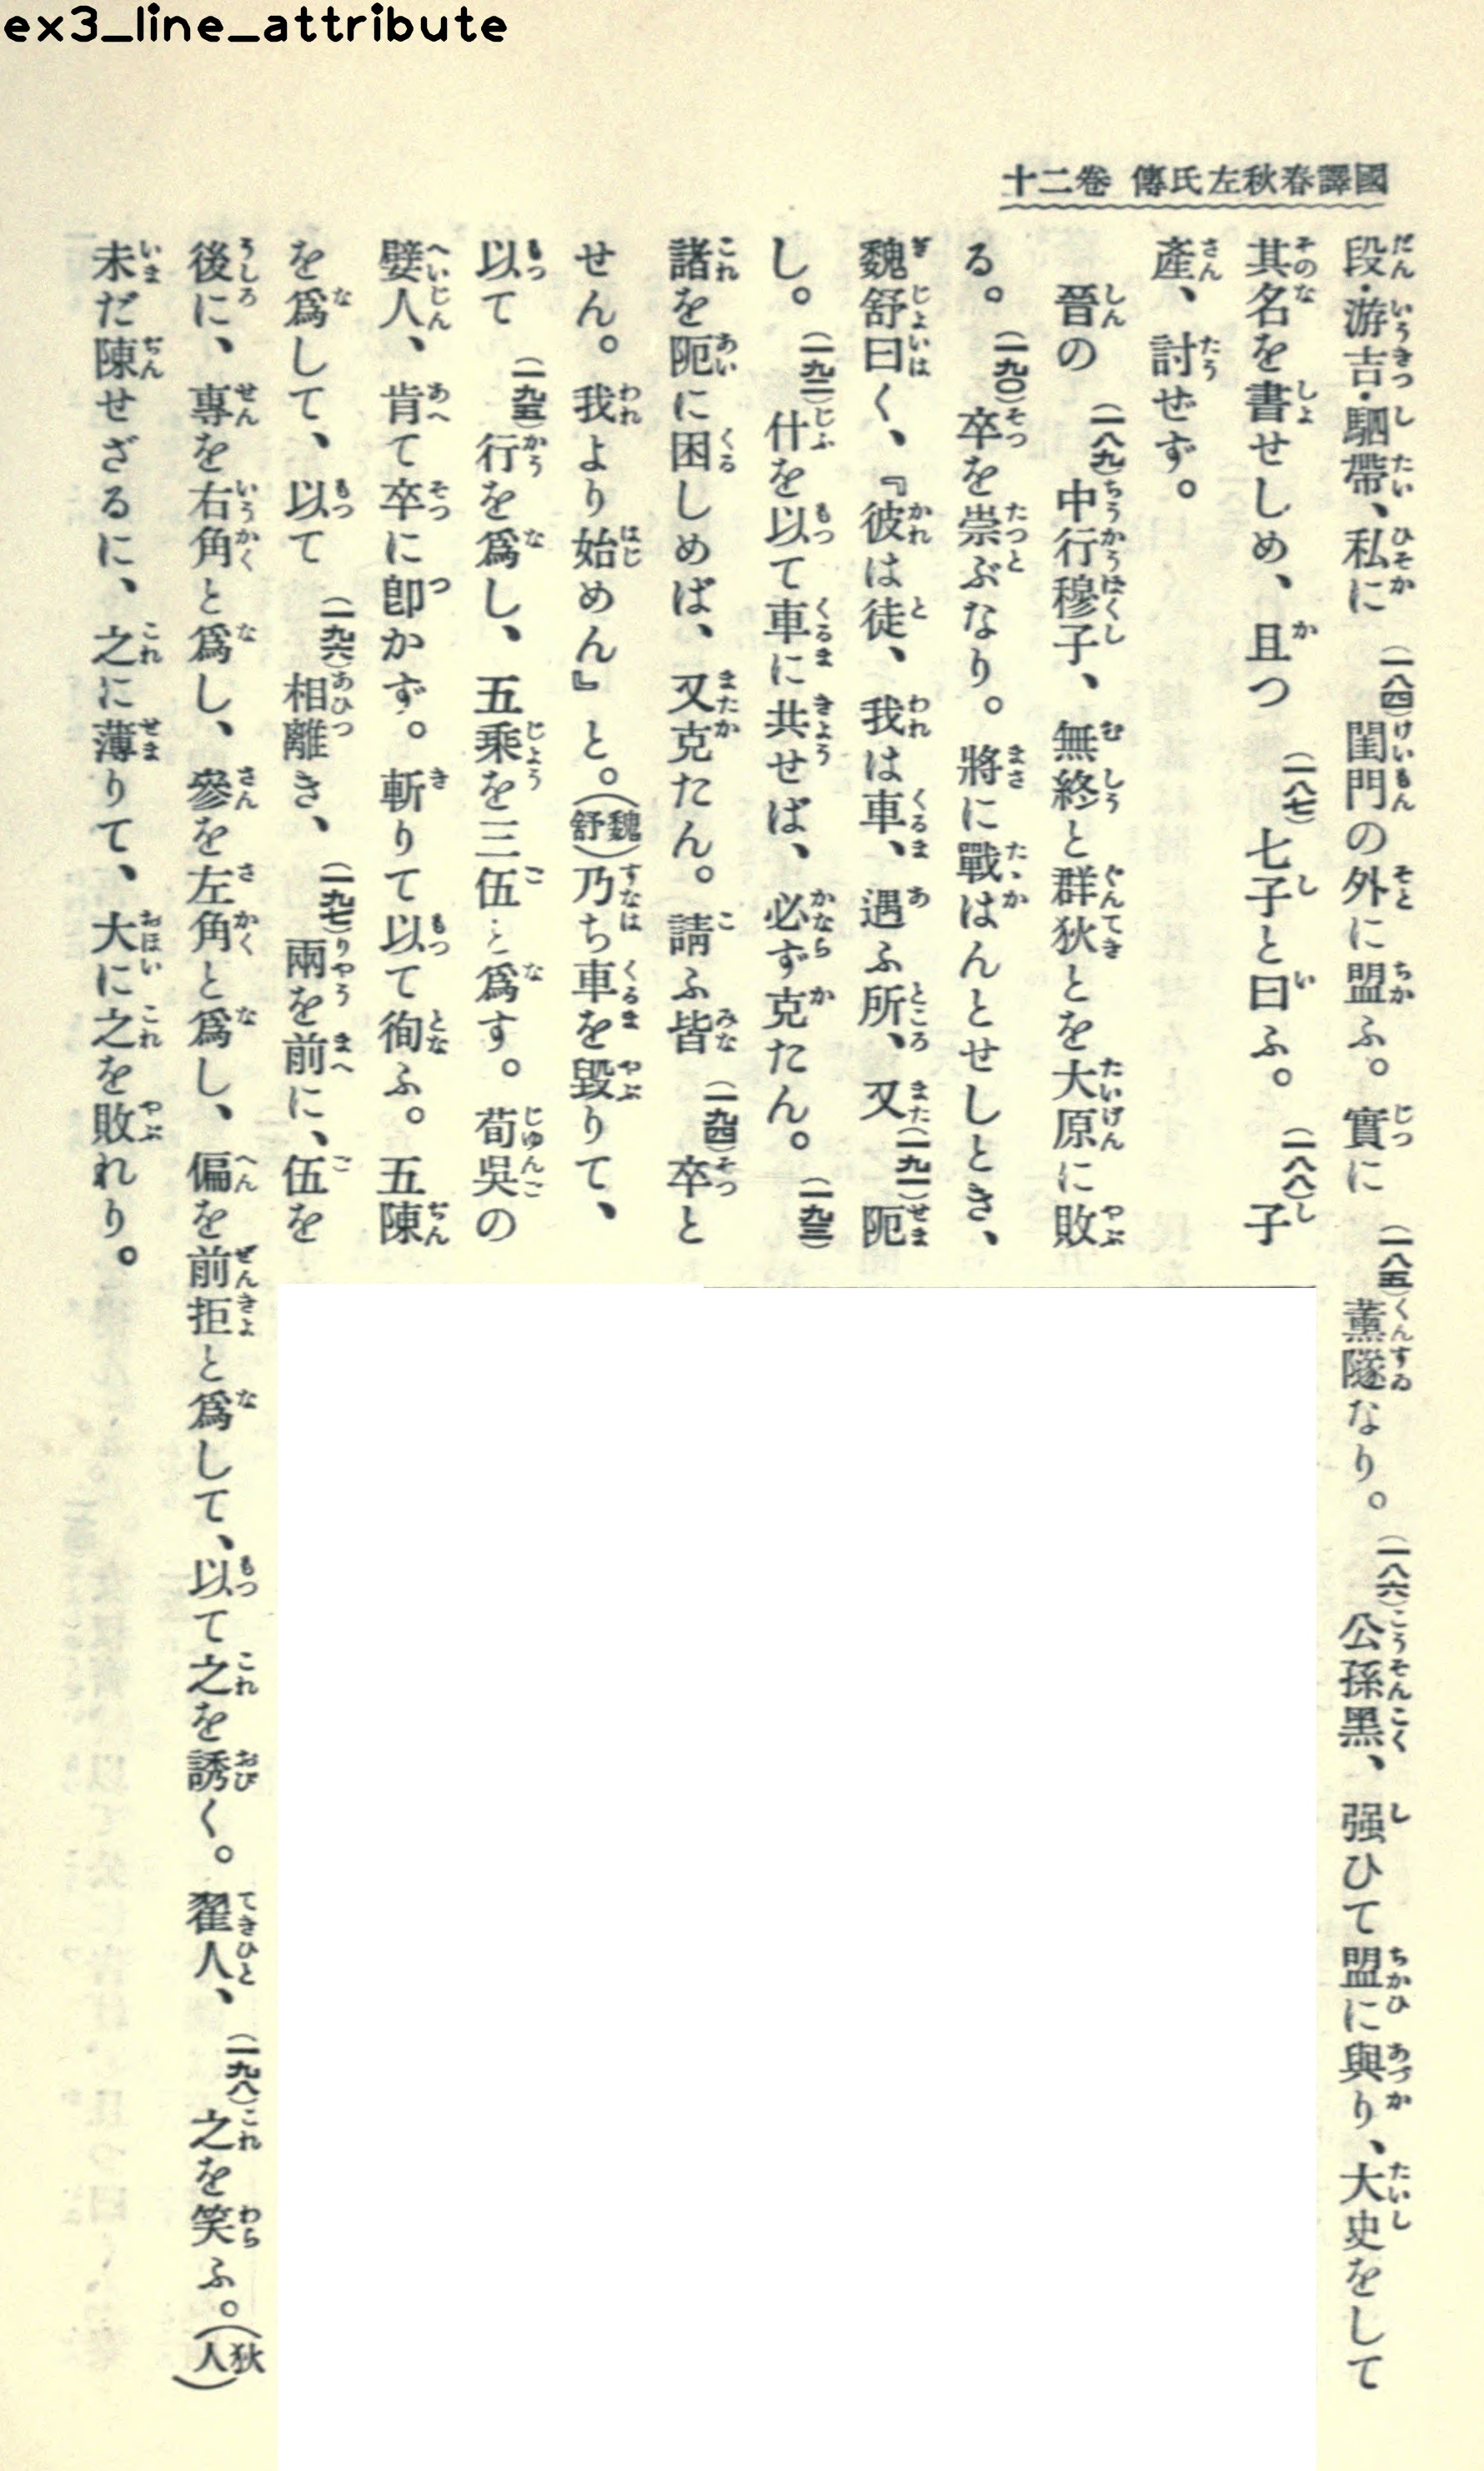 ex3_line_attribute
國譯春秋左氏傳 卷二十
段・游吉・駟帶、私に(一八四)閨門の外に盟ふ。實に(一八五)薰隧なり。(一八六)公孫黑、强ひて盟に與り、大史をして
其名を書せしめ、且つ(一八七)七子と曰ふ。(一八八)子
產、討せず。
晉の(一八九)中行穆子、無終と群狄とを大原に敗
る。(一九〇)卒を崇ぶなり。將に戰はんとせしとき、
魏舒曰く、『彼は徒、我は車、遇ふ所、又(一九一)阨
し。(一九二)什を以て車に共せば、必ず克たん。(一九三)
諸を阨に困しめば、又克たん。請ふ皆(一九四)卒と
せん。我より始めん』と。(魏舒)乃ち車を毀りて、
以て(一九五)行を爲し、五乘を三伍と爲す。荀吳の
嬖人、肯て卒に卽かず。斬りて以て徇ふ。五陳
を爲して、以て(一九六)相離き、(一九七)兩を前に、伍を
後に、專を右角と爲し、參を左角と爲し、偏を前拒と爲して、以て之を誘く。翟人、(一九八)之を笑ふ。(狄人)
未だ陳せざるに、之に薄りて、大に之を敗れり。